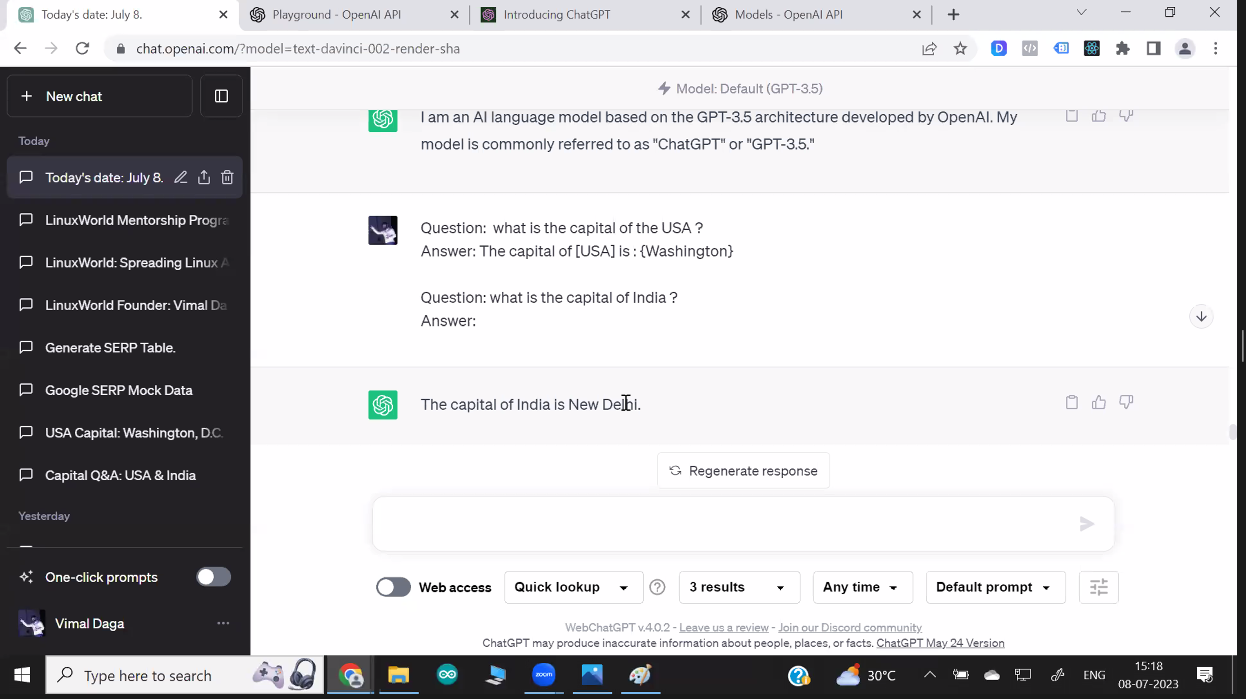 Today's date: July 8.
Playground - OpenAI API
Introducing ChatGPT
Models - OpenAI API
chat.openai.com/?model=text-davinci-002-render-sha
New chat
Model: Default (GPT-3.5)
I am an AI language model based on the GPT-3.5 architecture developed by OpenAI. My
model is commonly referred to as "ChatGPT" or "GPT-3.5."
Today
Today's date: July 8.
LinuxWorld Mentorship Progra
LinuxWorld: Spreading Linux A
LinuxWorld Founder: Vimal Da
Generate SERP Table.
Google SERP Mock Data
USA Capital: Washington, D.C.
Capital Q&A: USA & India
Yesterday
One-click prompts
Vimal Daga
Question: what is the capital of the USA ?
Answer: The capital of [USA] is : {Washington}
Question: what is the capital of India ?
Answer:
The capital of India is New Delhi.
Regenerate response
Web access
Quick lookup
3 results
Any time
Default prompt
WebChatGPT v.4.0.2 - Leave us a review - Join our Discord community
ChatGPT may produce inaccurate information about people, places, or facts. ChatGPT May 24 Version
Type here to search
zoom
30°C
ENG
15:18
08-07-2023